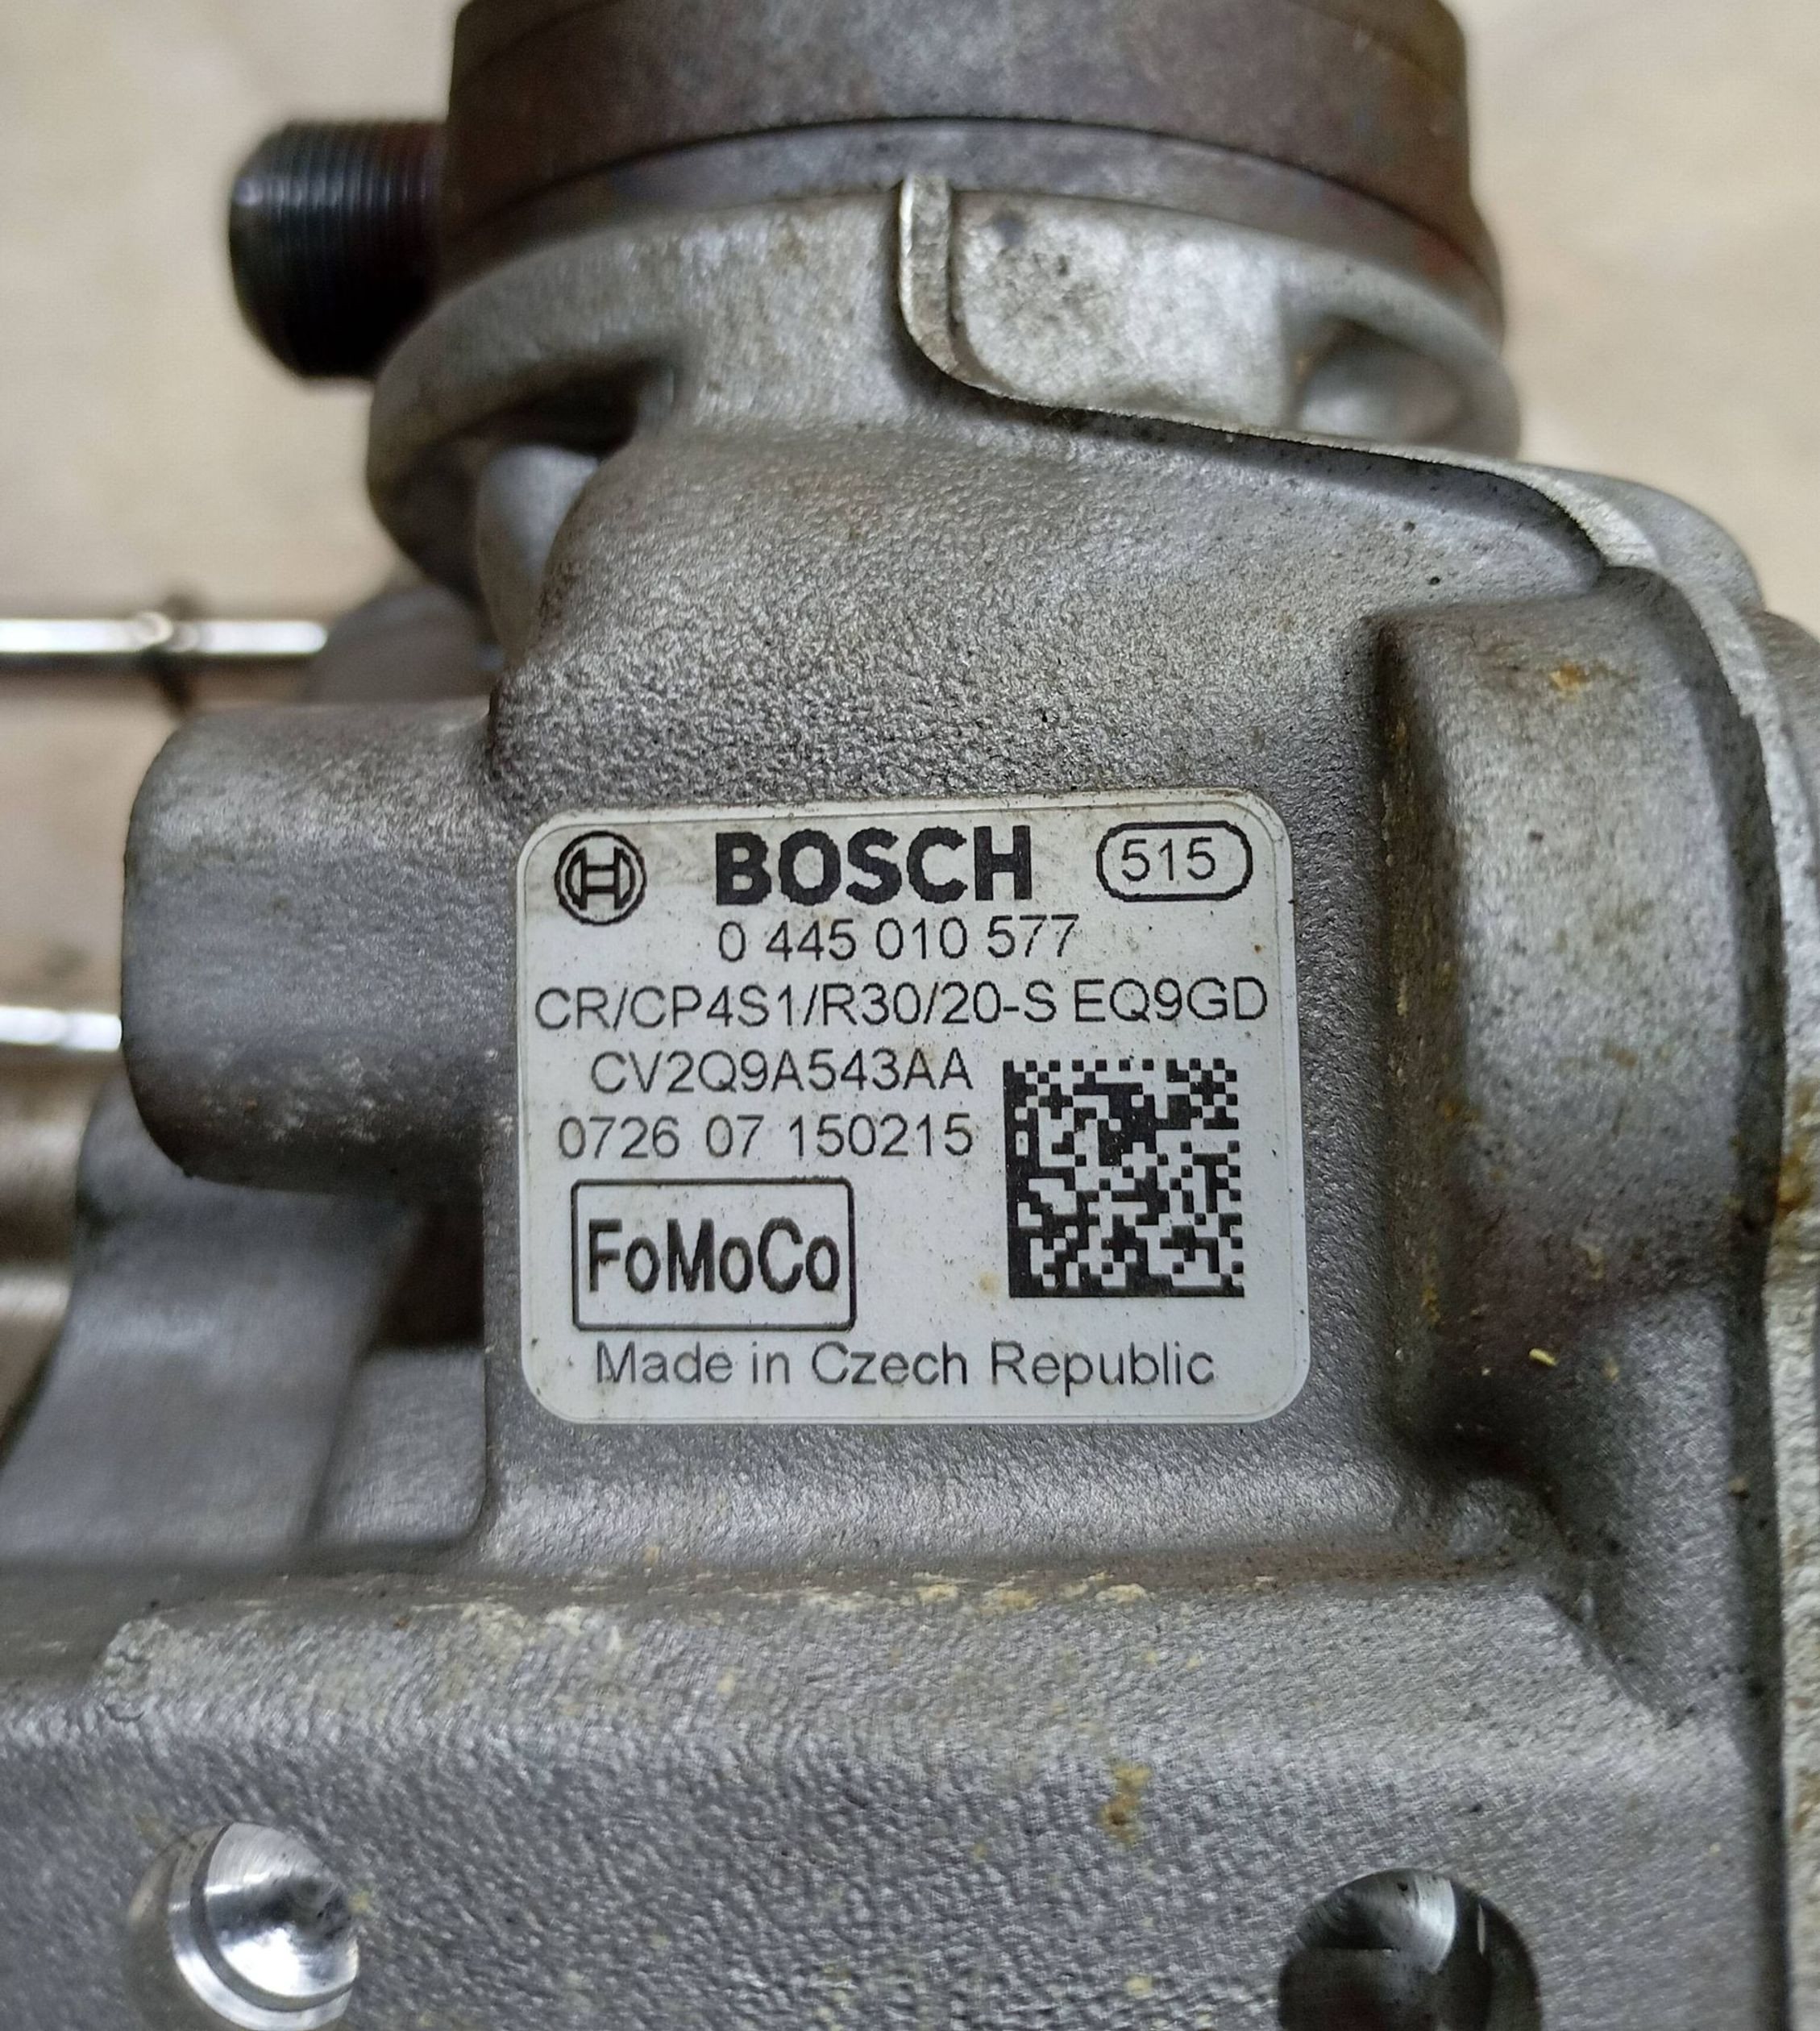 BOSCH 515
0 445 010 577
CR/CP4S1/R30/20-S EQ9GD
CV2Q9A543AA
0726 07 150215
FoMoCo
Made in Czech Republic